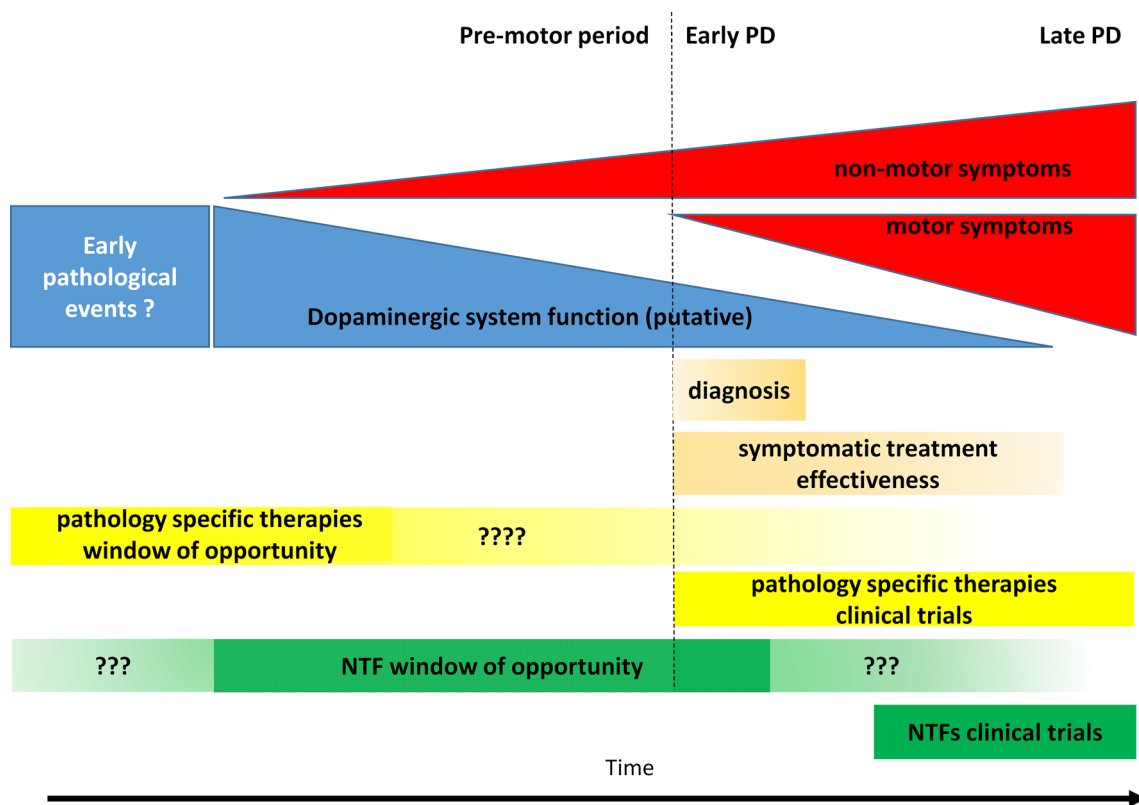 Pre-motor period
Early PD
Late PD
non-motor symptoms
motor symptoms
Early
pathological
events ?
Dopaminergic system function (putative)
diagnosis
symptomatic treatment
effectiveness
pathology specific therapies
window of opportunity
????
pathology specific therapies
clinical trials
???
NTF window of opportunity
???
NTFs clinical trials
Time